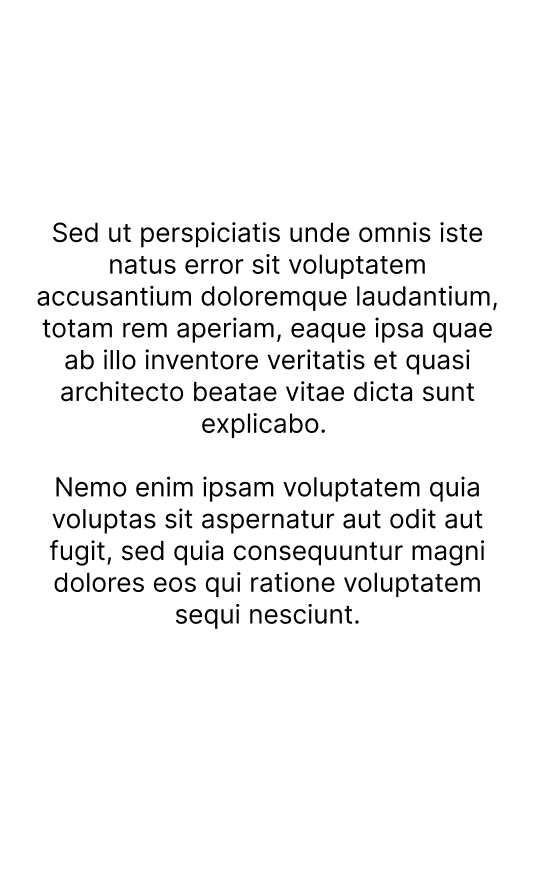 Sed ut perspiciatis unde omnis iste
natus error sit voluptatem
accusantium doloremque laudantium,
totam rem aperiam, eaque ipsa quae
ab illo inventore veritatis et quasi
architecto beatae vitae dicta sunt
explicabo.
Nemo enim ipsam voluptatem quia
voluptas sit aspernatur aut odit aut
fugit, sed quia consequuntur magni
dolores eos qui ratione voluptatem
sequi nesciunt.